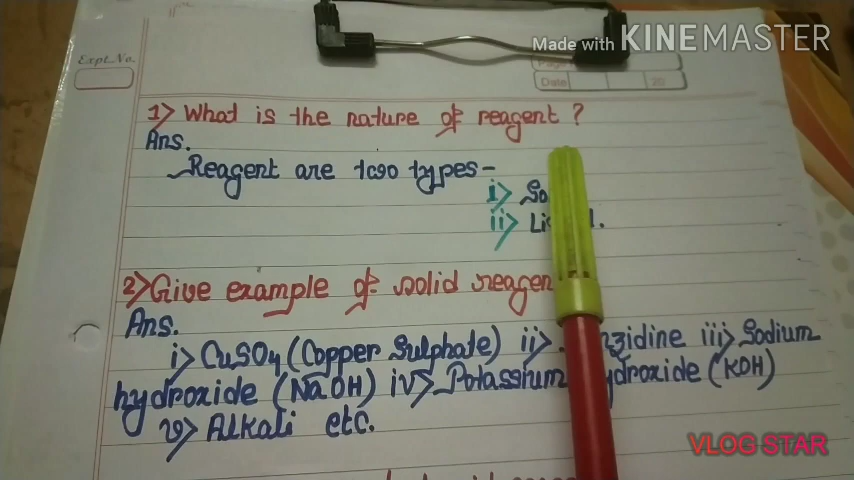 Made with KINEMASTER
Expt. No.
Date 20
1) What is the nature of reagent ?
Ans.
Reagent are two types-
i)
ii)
2) Give example of solid reagen
Ans.
i) CuSO4 (Copper Sulphate) ii) iii) Sodium
hydroxide (NaOH) iv) Potassium (KOH)
v) Alkali etc.
VLOG STAR